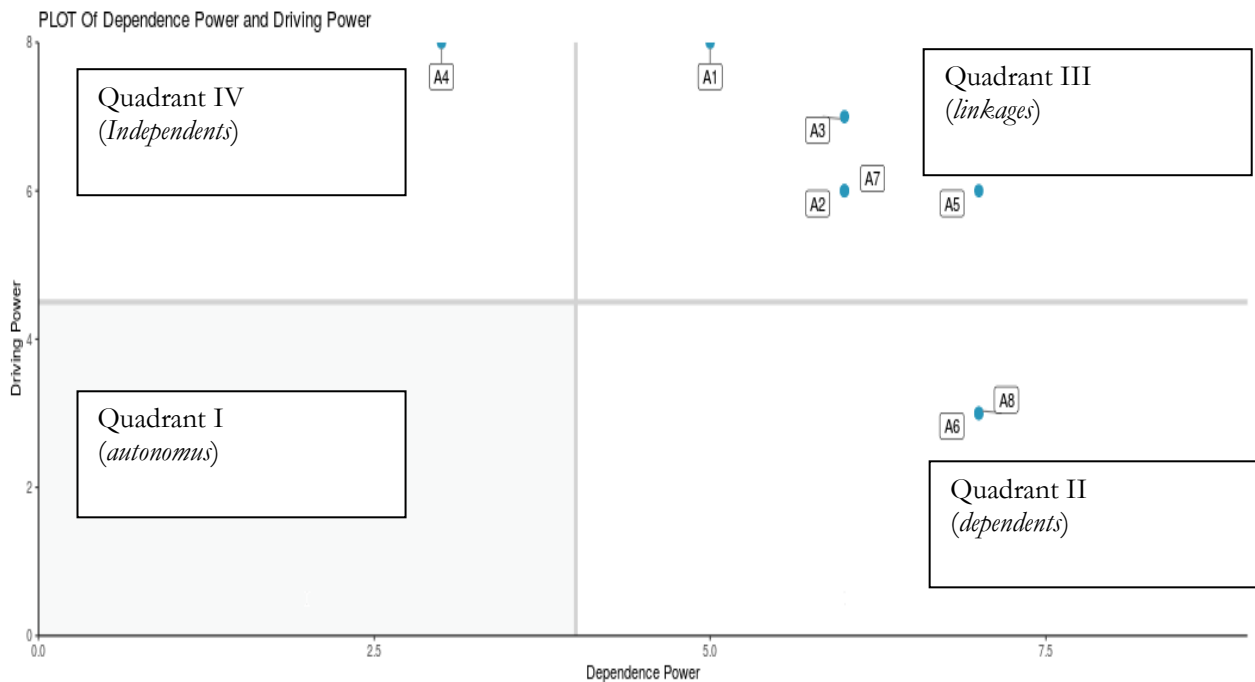 PLOT Of Dependence Power and Driving Power
8
A4
A1
Quadrant IV
(Independents)
Quadrant III
(linkages)
A3
A7
6
A2
A5
Driving Power
4
Quadrant I
(autonomus)
A8
A6
2
Quadrant II
(dependents)
0
0.0
2.5
5.0
7.5
Dependence Power